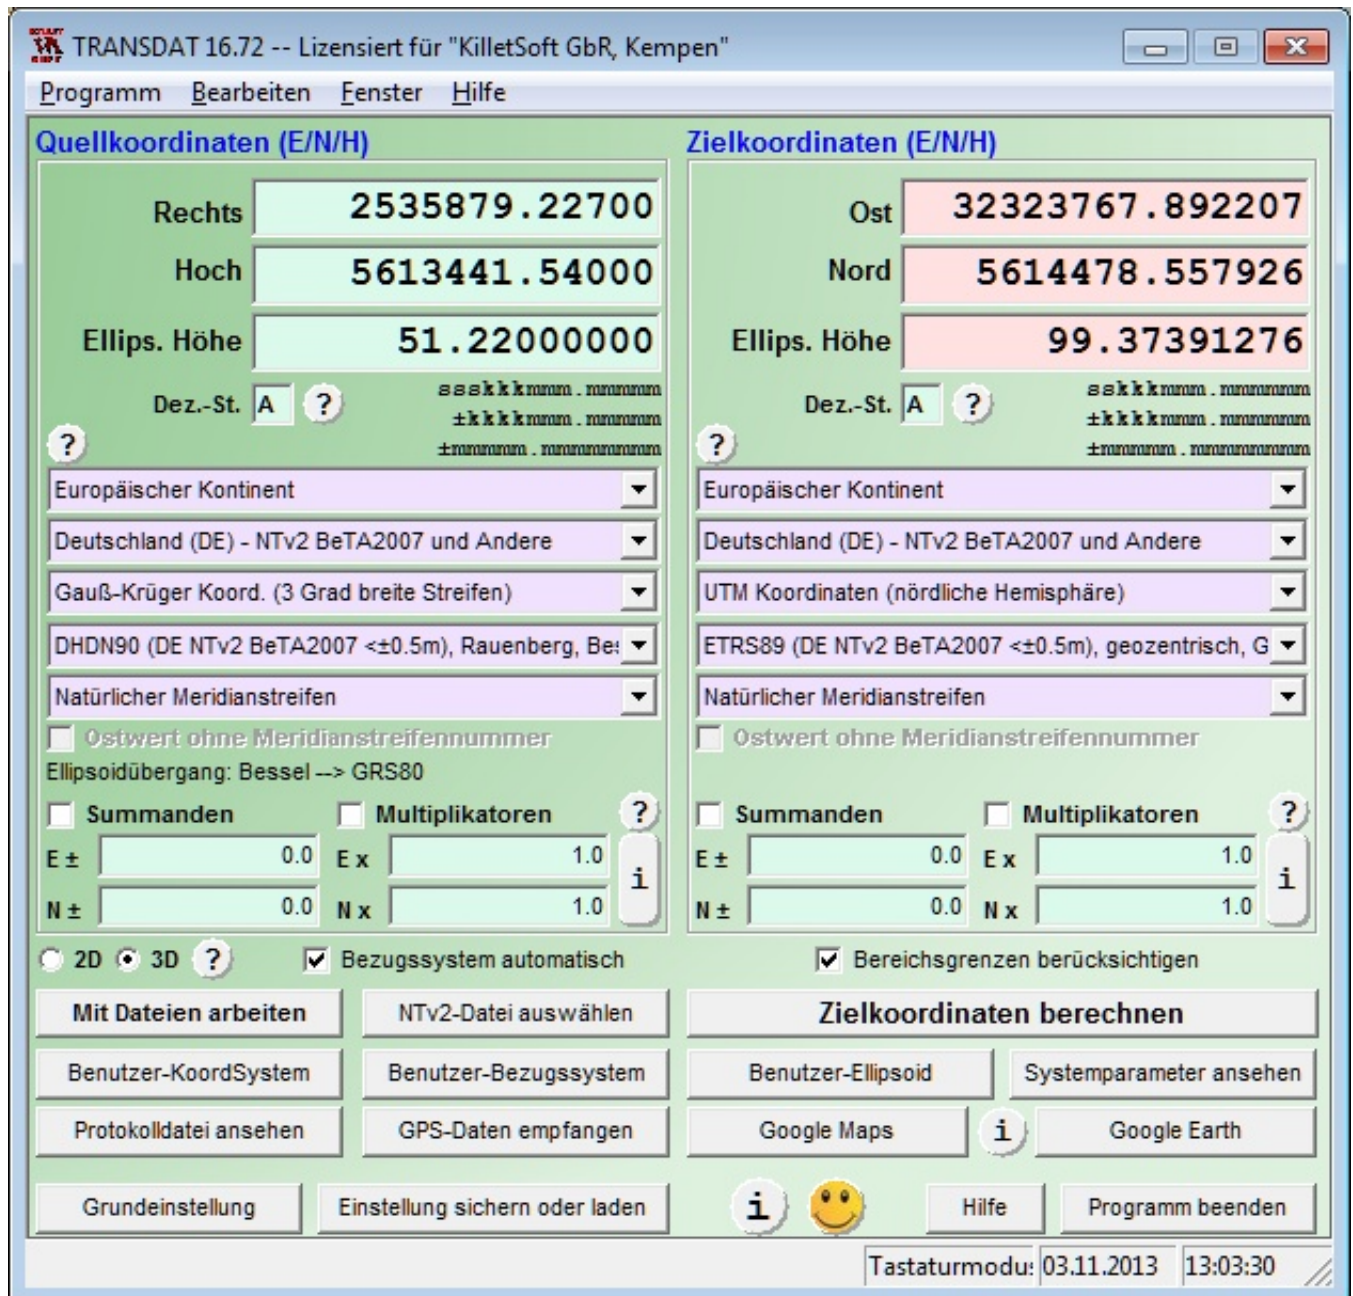 TRANSDAT 16.72 -- Lizensiert für "KilletSoft GbR, Kempen"
Programm Bearbeiten Fenster Hilfe
Quellkoordinaten (E/N/H)
Rechts 2535879.22700
Hoch 5613441.54000
Ellips. Höhe 51.22000000
Dez.-St. A ? ssskkkmmm.mmmmm
±kkkkmmm.mmmmm
? ±mmmmm.mmmmmmmm
Europäischer Kontinent
Deutschland (DE) - NTv2 BeTA2007 und Andere
Gauß-Krüger Koord. (3 Grad breite Streifen)
DHDN90 (DE NTv2 BeTA2007 <±0.5m), Rauenberg, Be
Natürlicher Meridianstreifen
Ostwert ohne Meridianstreifennummer
Ellipsoidübergang: Bessel --> GRS80
Summanden Multiplikatoren ?
E ± 0.0 E x 1.0 i
N ± 0.0 N x 1.0
Zielkoordinaten (E/N/H)
Ost 32323767.892207
Nord 5614478.557926
Ellips. Höhe 99.37391276
Dez.-St. A ? sskkkmmm.mmmmmm
±kkkkmmm.mmmmmm
? ±mmmmm.mmmmmmmm
Europäischer Kontinent
Deutschland (DE) - NTv2 BeTA2007 und Andere
UTM Koordinaten (nördliche Hemisphäre)
ETRS89 (DE NTv2 BeTA2007 <±0.5m), geozentrisch, G
Natürlicher Meridianstreifen
Ostwert ohne Meridianstreifennummer
Summanden Multiplikatoren ?
E ± 0.0 E x 1.0 i
N ± 0.0 N x 1.0
2D 3D ? Bezugssystem automatisch Bereichsgrenzen berücksichtigen
Mit Dateien arbeiten NTv2-Datei auswählen Zielkoordinaten berechnen
Benutzer-KoordSystem Benutzer-Bezugssystem Benutzer-Ellipsoid Systemparameter ansehen
Protokolldatei ansehen GPS-Daten empfangen Google Maps i Google Earth
Grundeinstellung Einstellung sichern oder laden i Hilfe Programm beenden
Tastaturmodu 03.11.2013 13:03:30